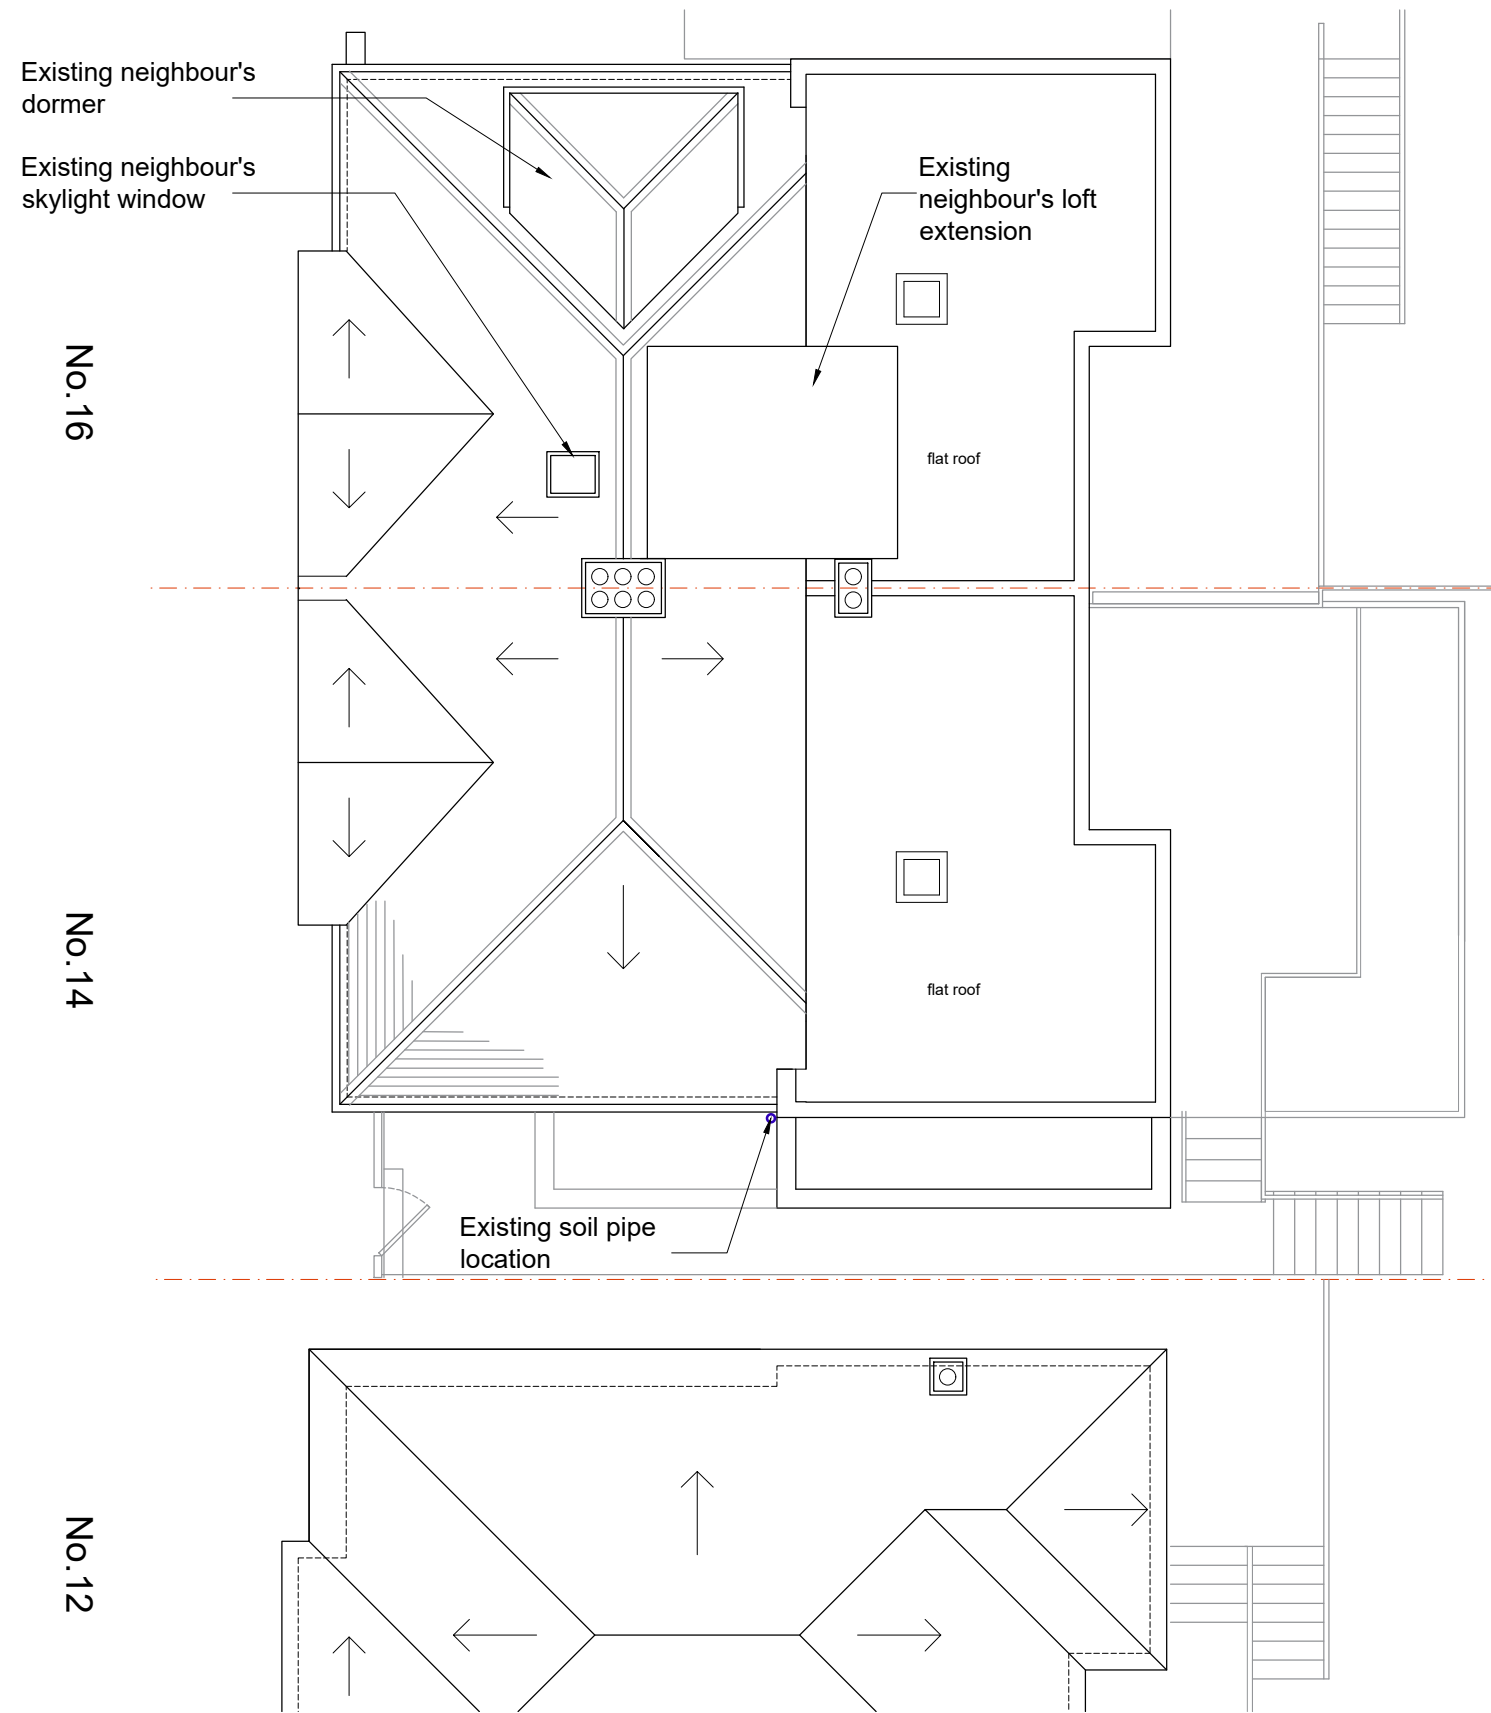 Existing neighbour's
dormer
Existing neighbour's
skylight window
Existing
neighbour's loft
extension
No.16
flat roof
No.14
flat roof
Existing soil pipe
location
No.12